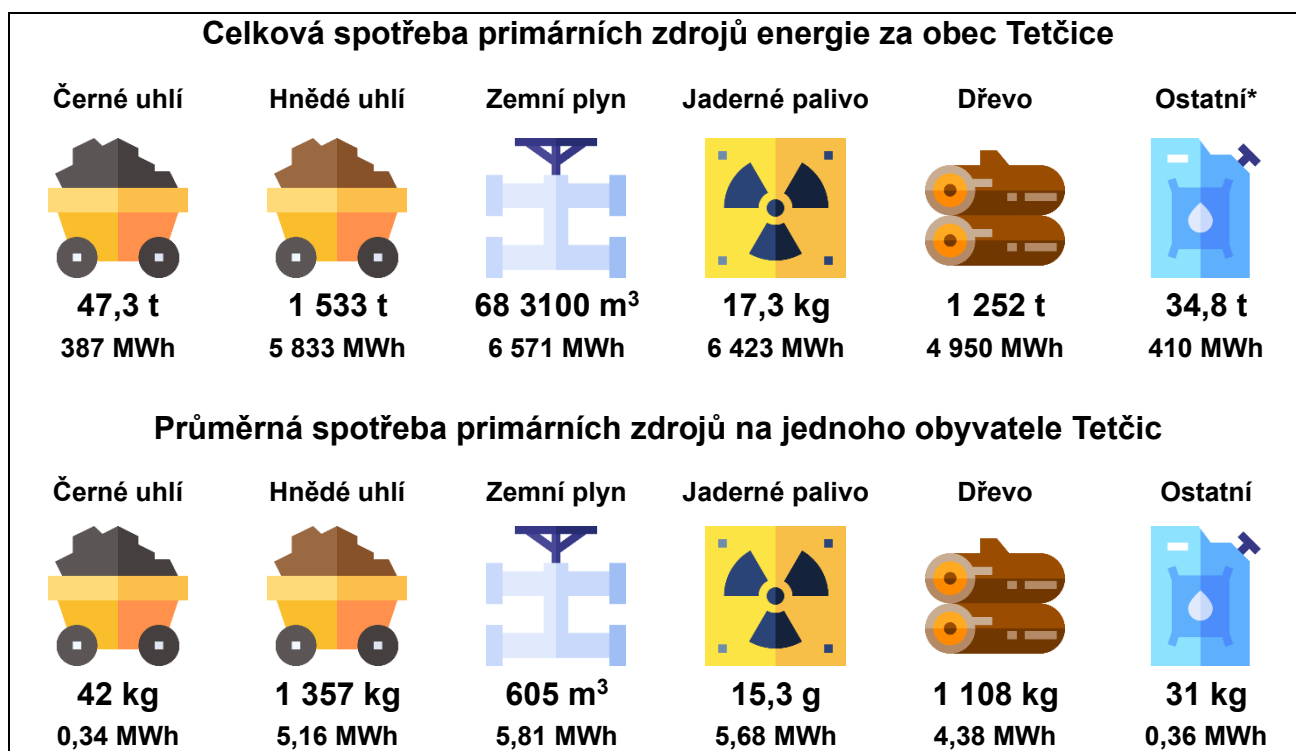 Celková spotřeba primárních zdrojů energie za obec Tetčice
Černé uhlí Hnědé uhlí Zemní plyn Jaderné palivo Dřevo Ostatní*
47,3 t 1 533 t 68 3100 m³ 17,3 kg 1 252 t 34,8 t
387 MWh 5 833 MWh 6 571 MWh 6 423 MWh 4 950 MWh 410 MWh
Průměrná spotřeba primárních zdrojů na jednoho obyvatele Tetčic
Černé uhlí Hnědé uhlí Zemní plyn Jaderné palivo Dřevo Ostatní
42 kg 1 357 kg 605 m³ 15,3 g 1 108 kg 31 kg
0,34 MWh 5,16 MWh 5,81 MWh 5,68 MWh 4,38 MWh 0,36 MWh